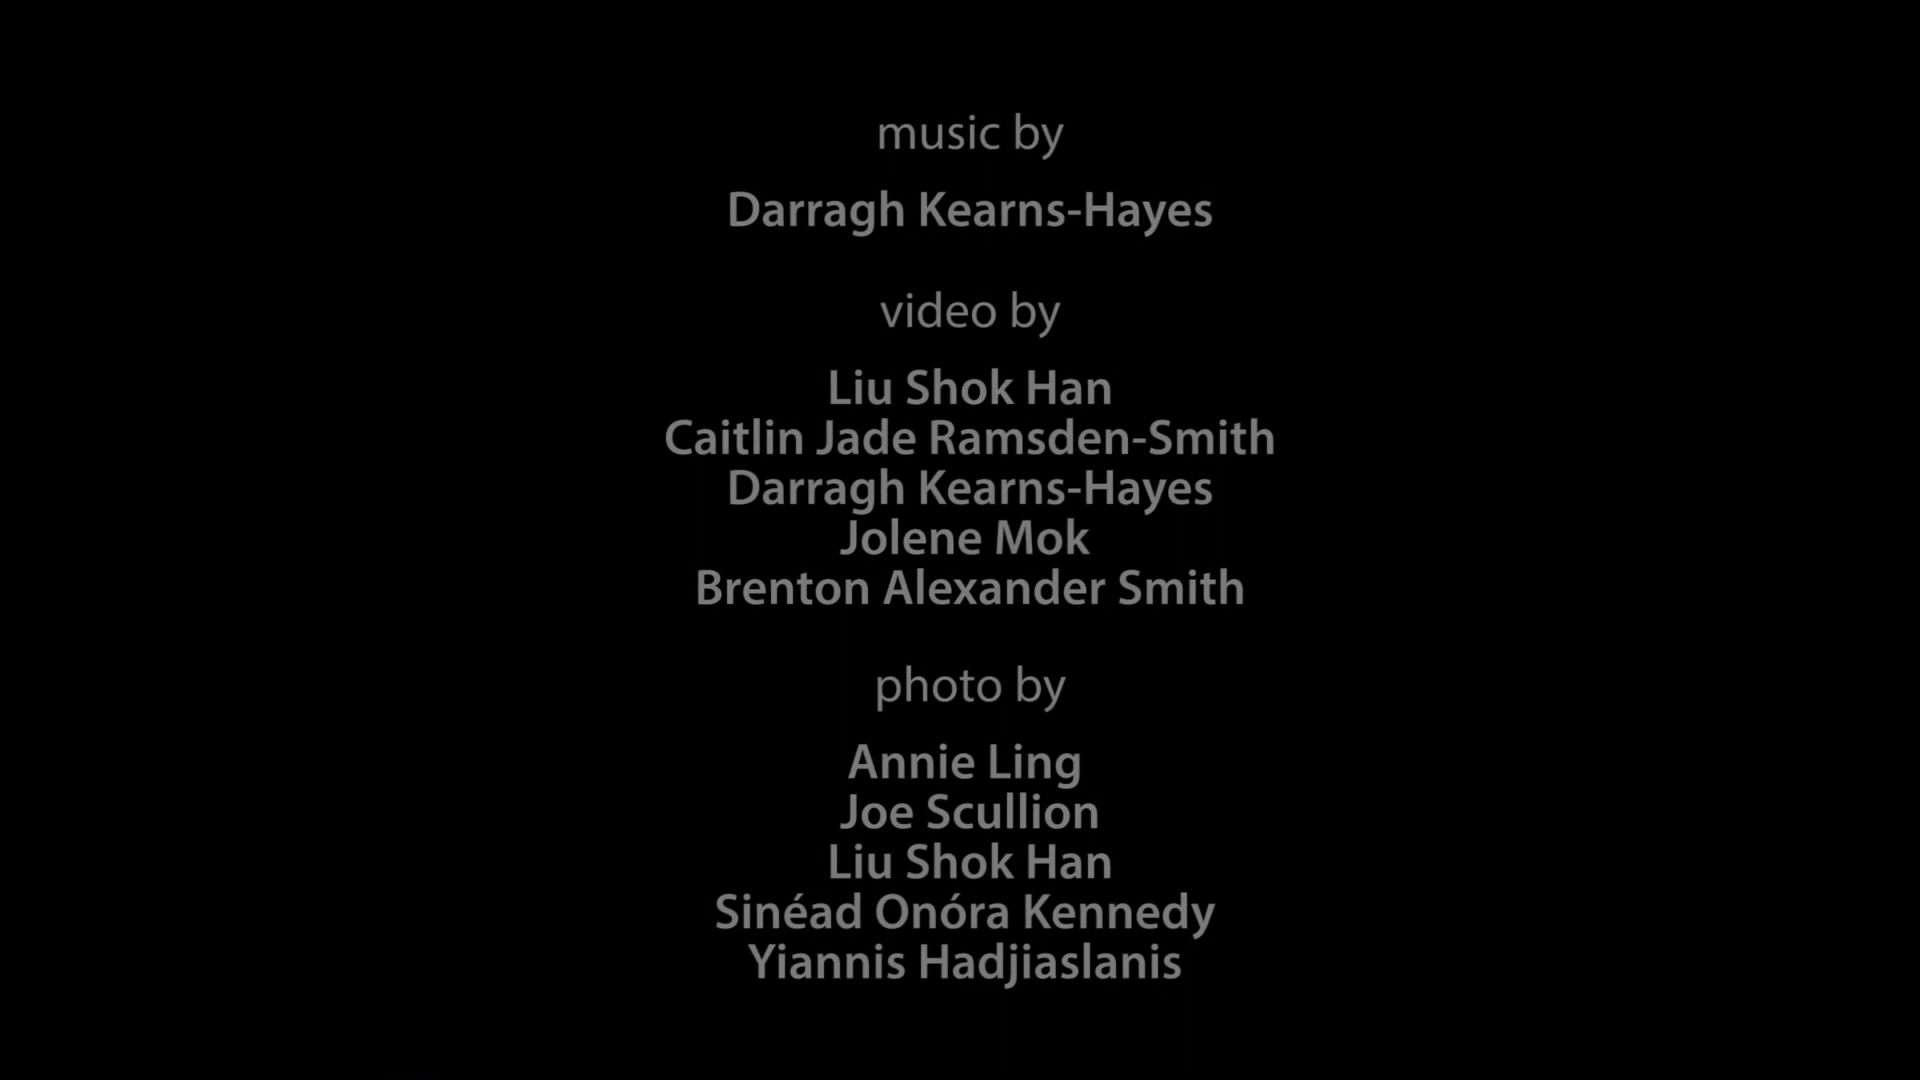 music by
Darragh Kearns-Hayes
video by
Liu Shok Han
Caitlin Jade Ramsden-Smith
Darragh Kearns-Hayes
Jolene Mok
Brenton Alexander Smith
photo by
Annie Ling
Joe Scullion
Liu Shok Han
Sinéad Onóra Kennedy
Yiannis Hadjiaslanis